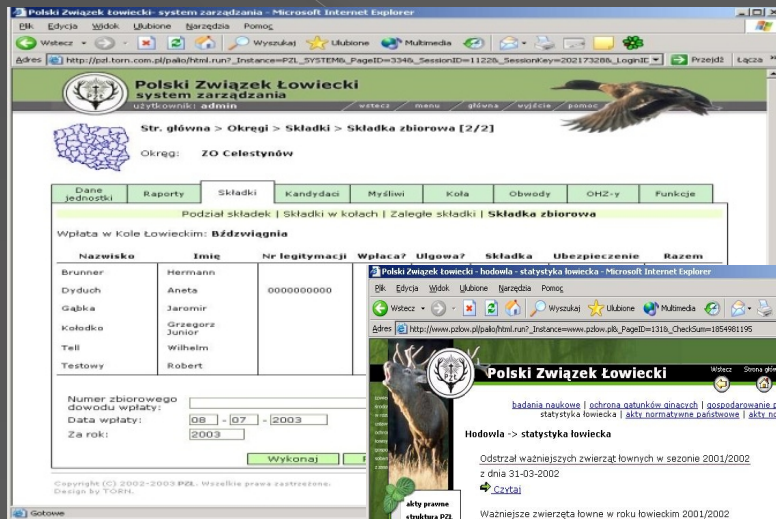 Polski Związek Łowiecki- system zarządzania - Microsoft Internet Explorer
Plik Edycja Widok Ulubione Narzędzia Pomoc
Wstecz Wyszukaj Ulubione Multimedia
Adres http://pzl.torn.com.pl/palio/html.run?_Instance=PZL_SYSTEM&_PageID=334&_SessionID=1122&_SessionKey=202173286&_LoginID Przejdź Łącza
Polski Związek Łowiecki
system zarządzania
użytkownik: admin
wstecz / menu / główna / wyjście / pomoc
Str. główna > Okręgi > Składki > Składka zbiorowa [2/2]
Okręg: ZO Celestynów
Dane jednostki Raporty Składki Kandydaci Myśliwi Koła Obwody OHZ-y Funkcje
Podział składek | Składki w kołach | Zaległe składki | Składka zbiorowa
Wpłata w Kole Łowieckim: Bździwiągnia
Nazwisko Imię Nr legitymacji Wpłaca? Ulgowa? Składka Ubezpieczenie Razem
Brunner Hermann
Dyduch Aneta 0000000000
Gąbka Jaromir
Kołodko Grzegorz Junior
Tell Wilhelm
Testowy Robert
Numer zbiorowego
dowodu wpłaty:
Data wpłaty: 08 - 07 - 2003
Za rok: 2003
Wykonaj
Copyright (C) 2002-2003 PZŁ. Wszelkie prawa zastrzeżone.
Design by TORN.
Gotowe
Polski Związek Łowiecki - hodowla - statystyka łowiecka - Microsoft Internet Explorer
Plik Edycja Widok Ulubione Narzędzia Pomoc
Wstecz Wyszukaj Ulubione Multimedia
Adres http://www.pzlow.pl/palio/html.run?_Instance=www.pzlow.pl&_PageID=131&_CheckSum=1854981195
Polski Związek Łowiecki
Wstecz Strona
badania naukowe | ochrona gatunków ginących | gospodarowanie
statystyka łowiecka | akty normatywne państwowe | akty
Hodowla -> statystyka łowiecka
Odstrzał ważniejszych zwierząt łownych w sezonie 2001/2002
z dnia 31-03-2002
Czytaj
akty prawne
struktura PZŁ
Ważniejsze zwierzęta łowne w roku łowieckim 2001/2002